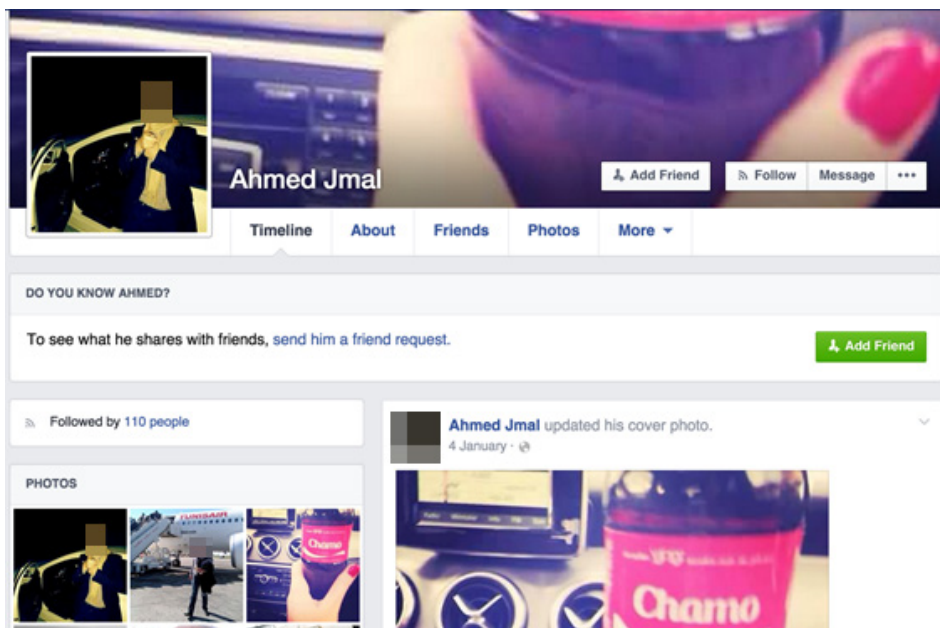 Ahmed Jmal
Add Friend
Follow
Message
Timeline
About
Friends
Photos
More
DO YOU KNOW AHMED?
To see what he shares with friends, send him a friend request.
Add Friend
Followed by 110 people
Ahmed Jmal updated his cover photo.
4 January
PHOTOS
TUNISAIR
Chamo
Chamo